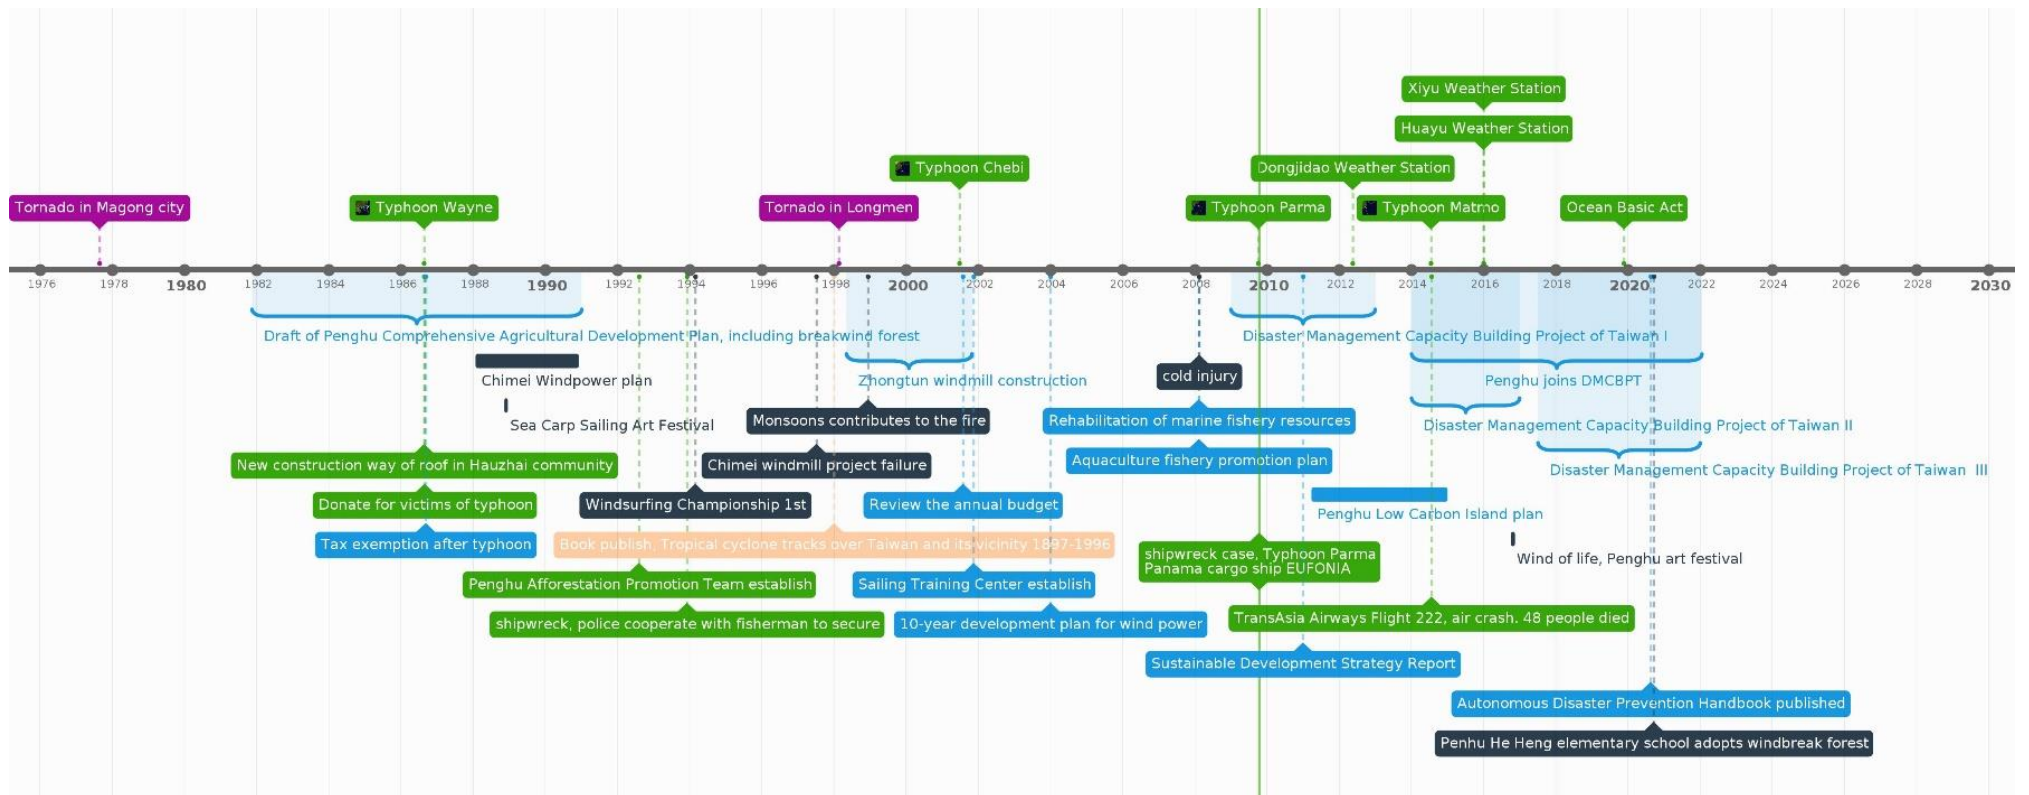 Xiyu Weather Station
Huayu Weather Station
Typhoon Chebi
Dongjidao Weather Station
Tornado in Magong city
Typhoon Wayne
Tornado in Longmen
Typhoon Parma
Typhoon Matmo
Ocean Basic Act
1976 1978 1980 1982 1984 1986 1988 1990 1992 1994 1996 1998 2000 2002 2004 2006 2008 2010 2012 2014 2016 2018 2020 2022 2024 2026 2028 2030
Draft of Penghu Comprehensive Agricultural Development Plan, including breakwind forest
Disaster Management Capacity Building Project of Taiwan I
Chimei Windpower plan
Zhongtun windmill construction
cold injury
Penghu joins DMCBPT
Sea Carp Sailing Art Festival
Monsoons contributes to the fire
Rehabilitation of marine fishery resources
Disaster Management Capacity Building Project of Taiwan II
New construction way of roof in Hauzhai community
Chimei windmill project failure
Aquaculture fishery promotion plan
Disaster Management Capacity Building Project of Taiwan III
Donate for victims of typhoon
Windsurfing Championship 1st
Review the annual budget
Penghu Low Carbon Island plan
Tax exemption after typhoon
Book publish, Tropical cyclone tracks over Taiwan and its vicinity 1897-1996
shipwreck case, Typhoon Parma
Panama cargo ship EUFONIA
Wind of life, Penghu art festival
Penghu Afforestation Promotion Team establish
Sailing Training Center establish
shipwreck, police cooperate with fisherman to secure
10-year development plan for wind power
TransAsia Airways Flight 222, air crash. 48 people died
Sustainable Development Strategy Report
Autonomous Disaster Prevention Handbook published
Penhu He Heng elementary school adopts windbreak forest